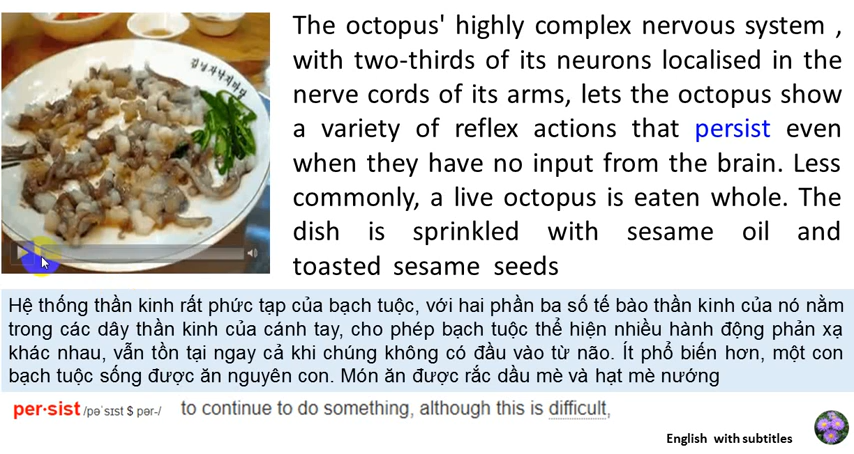 The octopus' highly complex nervous system ,
with two-thirds of its neurons localised in the
nerve cords of its arms, lets the octopus show
a variety of reflex actions that persist even
when they have no input from the brain. Less
commonly, a live octopus is eaten whole. The
dish is sprinkled with sesame oil and
toasted sesame seeds
Hệ thống thần kinh rất phức tạp của bạch tuộc, với hai phần ba số tế bào thần kinh của nó nằm
trong các dây thần kinh của cánh tay, cho phép bạch tuộc thể hiện nhiều hành động phản xạ
khác nhau, vẫn tồn tại ngay cả khi chúng không có đầu vào từ não. Ít phổ biến hơn, một con
bạch tuộc sống được ăn nguyên con. Món ăn được rắc dầu mè và hạt mè nướng
per·sist /pəˈsɪst $ pər-/ to continue to do something, although this is difficult,
English with subtitles